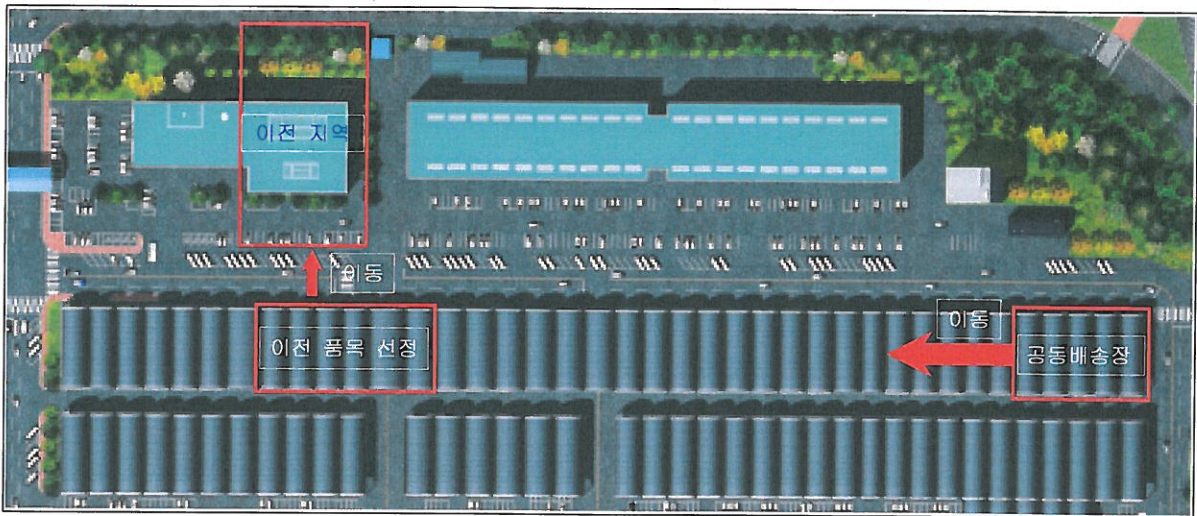 이전 지역
이동
이전 품목 선정
이동
공동배송장